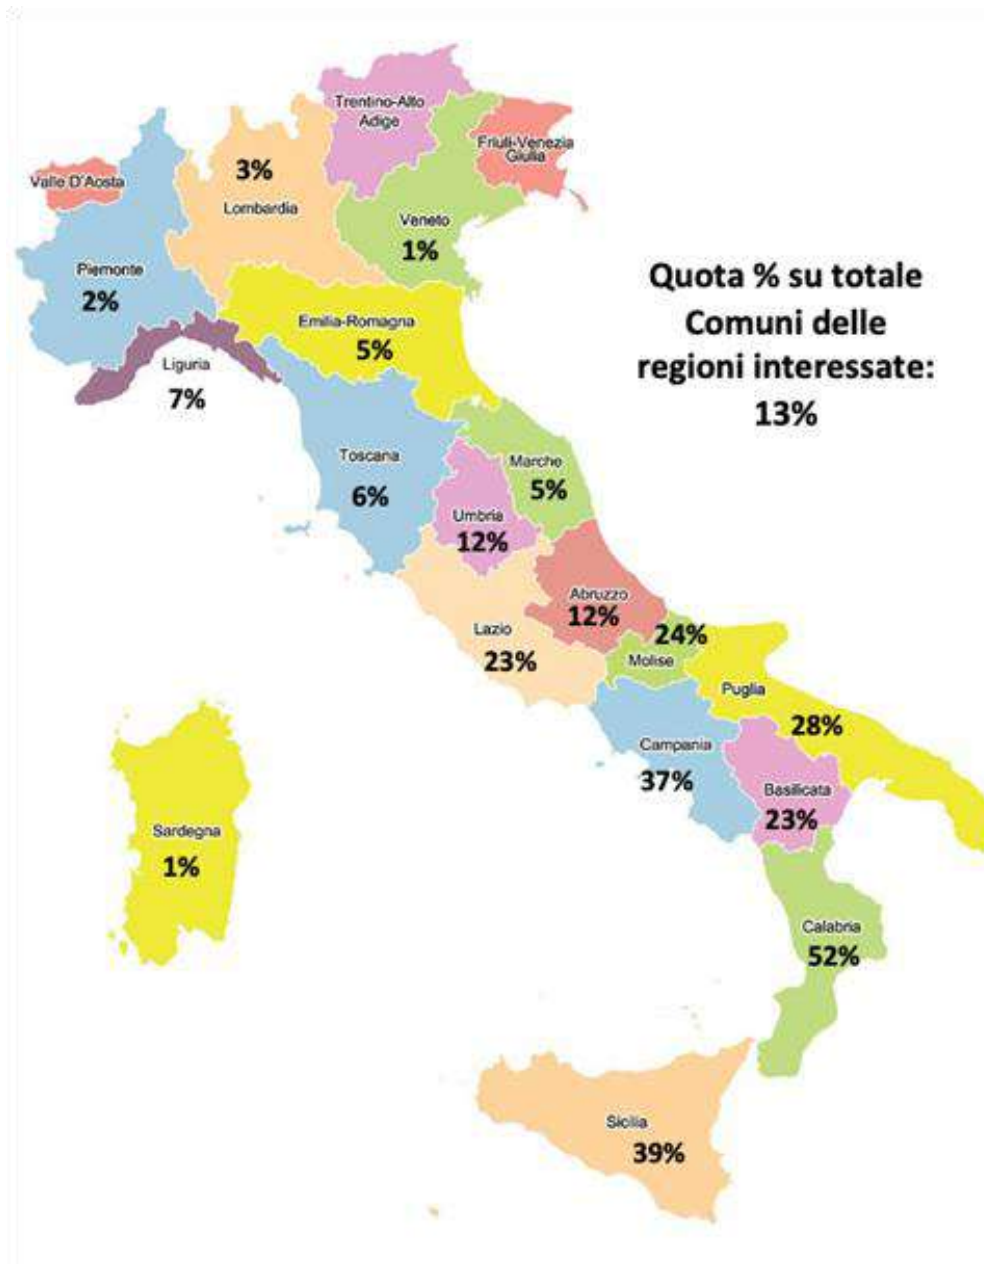 Trentino-Alto
Adige
Friuli-Venezia
Giulia
Valle D'Aosta
3%
Lombardia
Veneto
1%
Piemonte
2%
Quota % su totale
Comuni delle
regioni interessate:
13%
Emilia-Romagna
5%
Liguria
7%
Toscana
6%
Marche
5%
Umbria
12%
Abruzzo
12%
Lazio
23%
24%
Molise
Puglia
28%
Campania
37%
Basilicata
23%
Sardegna
1%
Calabria
52%
Sicilia
39%